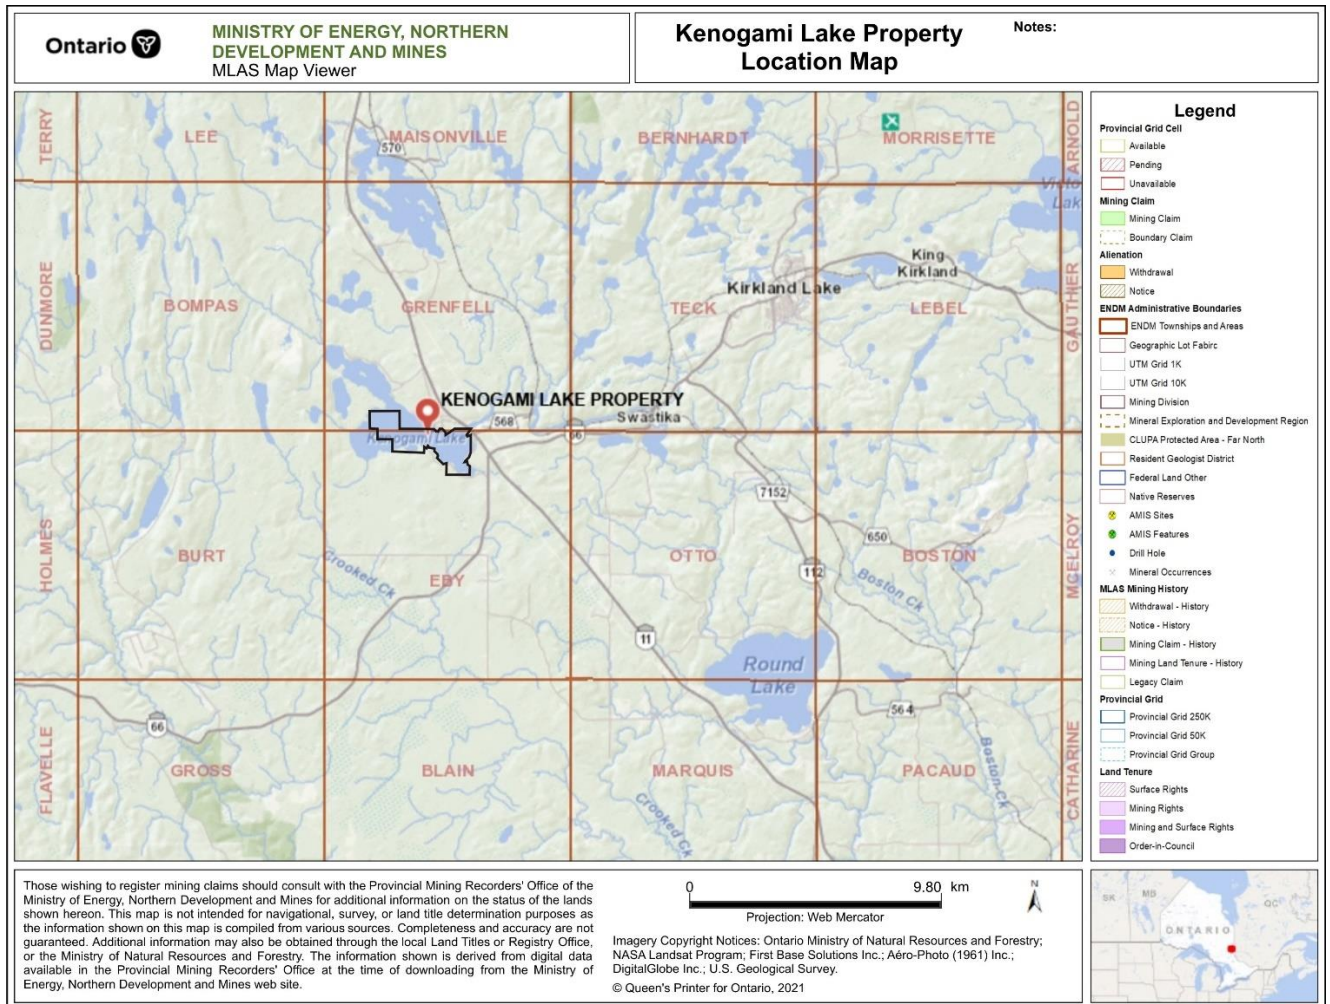 Ontario
MINISTRY OF ENERGY, NORTHERN
DEVELOPMENT AND MINES
MLAS Map Viewer
Kenogami Lake Property
Location Map
Notes:
TERRY
LEE
MAISONVILLE
570
BERNHARDT
MORRISETTE
ARNOLD
Victo
Lak
DUNMORE
BOMPAS
GRENFELL
TECK
Kirkland Lake
King
Kirkland
LEBEL
GAUTHIER
KENOGAMI LAKE PROPERTY
568
Swastika
66
Kenogami Lake
7152
HOLMES
BURT
Crooked Ck
EBY
OTTO
112
650
BOSTON
Boston Ck
MCELROY
11
Round
Lake
564
66
FLAVELLE
GROSS
BLAIN
MARQUIS
Crooked Ck
PACAUD
Boston Ck
CATHARINE
Legend
Provincial Grid Cell
Available
Pending
Unavailable
Mining Claim
Mining Claim
Boundary Claim
Alienation
Withdrawal
Notice
ENDM Administrative Boundaries
ENDM Townships and Areas
Geographic Lot Fabirc
UTM Grid 1K
UTM Grid 10K
Mining Division
Mineral Exploration and Development Region
CLUPA Protected Area - Far North
Resident Geologist District
Federal Land Other
Native Reserves
AMIS Sites
AMIS Features
Drill Hole
Mineral Occurrences
MLAS Mining History
Withdrawal - History
Notice - History
Mining Claim - History
Mining Land Tenure - History
Legacy Claim
Provincial Grid
Provincial Grid 250K
Provincial Grid 50K
Provincial Grid Group
Land Tenure
Surface Rights
Mining Rights
Mining and Surface Rights
Order-in-Council
Those wishing to register mining claims should consult with the Provincial Mining Recorders' Office of the
Ministry of Energy, Northern Development and Mines for additional information on the status of the lands
shown hereon. This map is not intended for navigational, survey, or land title determination purposes as
the information shown on this map is compiled from various sources. Completeness and accuracy are not
guaranteed. Additional information may also be obtained through the local Land Titles or Registry Office,
or the Ministry of Natural Resources and Forestry. The information shown is derived from digital data
available in the Provincial Mining Recorders' Office at the time of downloading from the Ministry of
Energy, Northern Development and Mines web site.
0 9.80 km
Projection: Web Mercator
N
Imagery Copyright Notices: Ontario Ministry of Natural Resources and Forestry;
NASA Landsat Program; First Base Solutions Inc.; Aéro-Photo (1961) Inc.;
DigitalGlobe Inc.; U.S. Geological Survey.
© Queen's Printer for Ontario, 2021
SK
MB
ONTARIO
QC